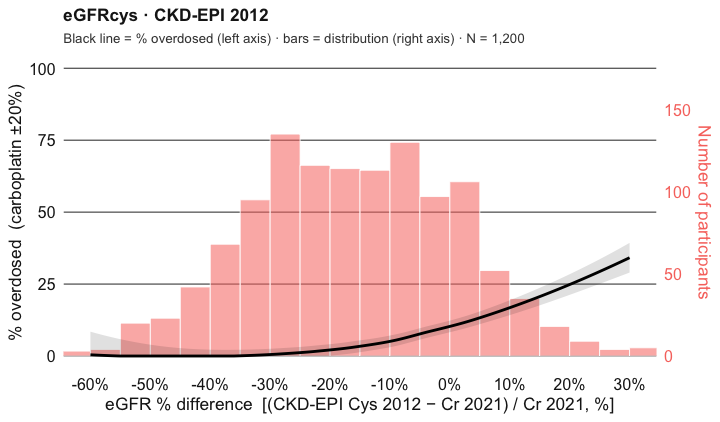 eGFRcys · CKD-EPI 2012
Black line = % overdosed (left axis) · bars = distribution (right axis) · N = 1,200
% overdosed (carboplatin ±20%)
100
75
50
25
0
150
100
50
0
Number of participants
-60% -50% -40% -30% -20% -10% 0% 10% 20% 30%
eGFR % difference [(CKD-EPI Cys 2012 − Cr 2021) / Cr 2021, %]